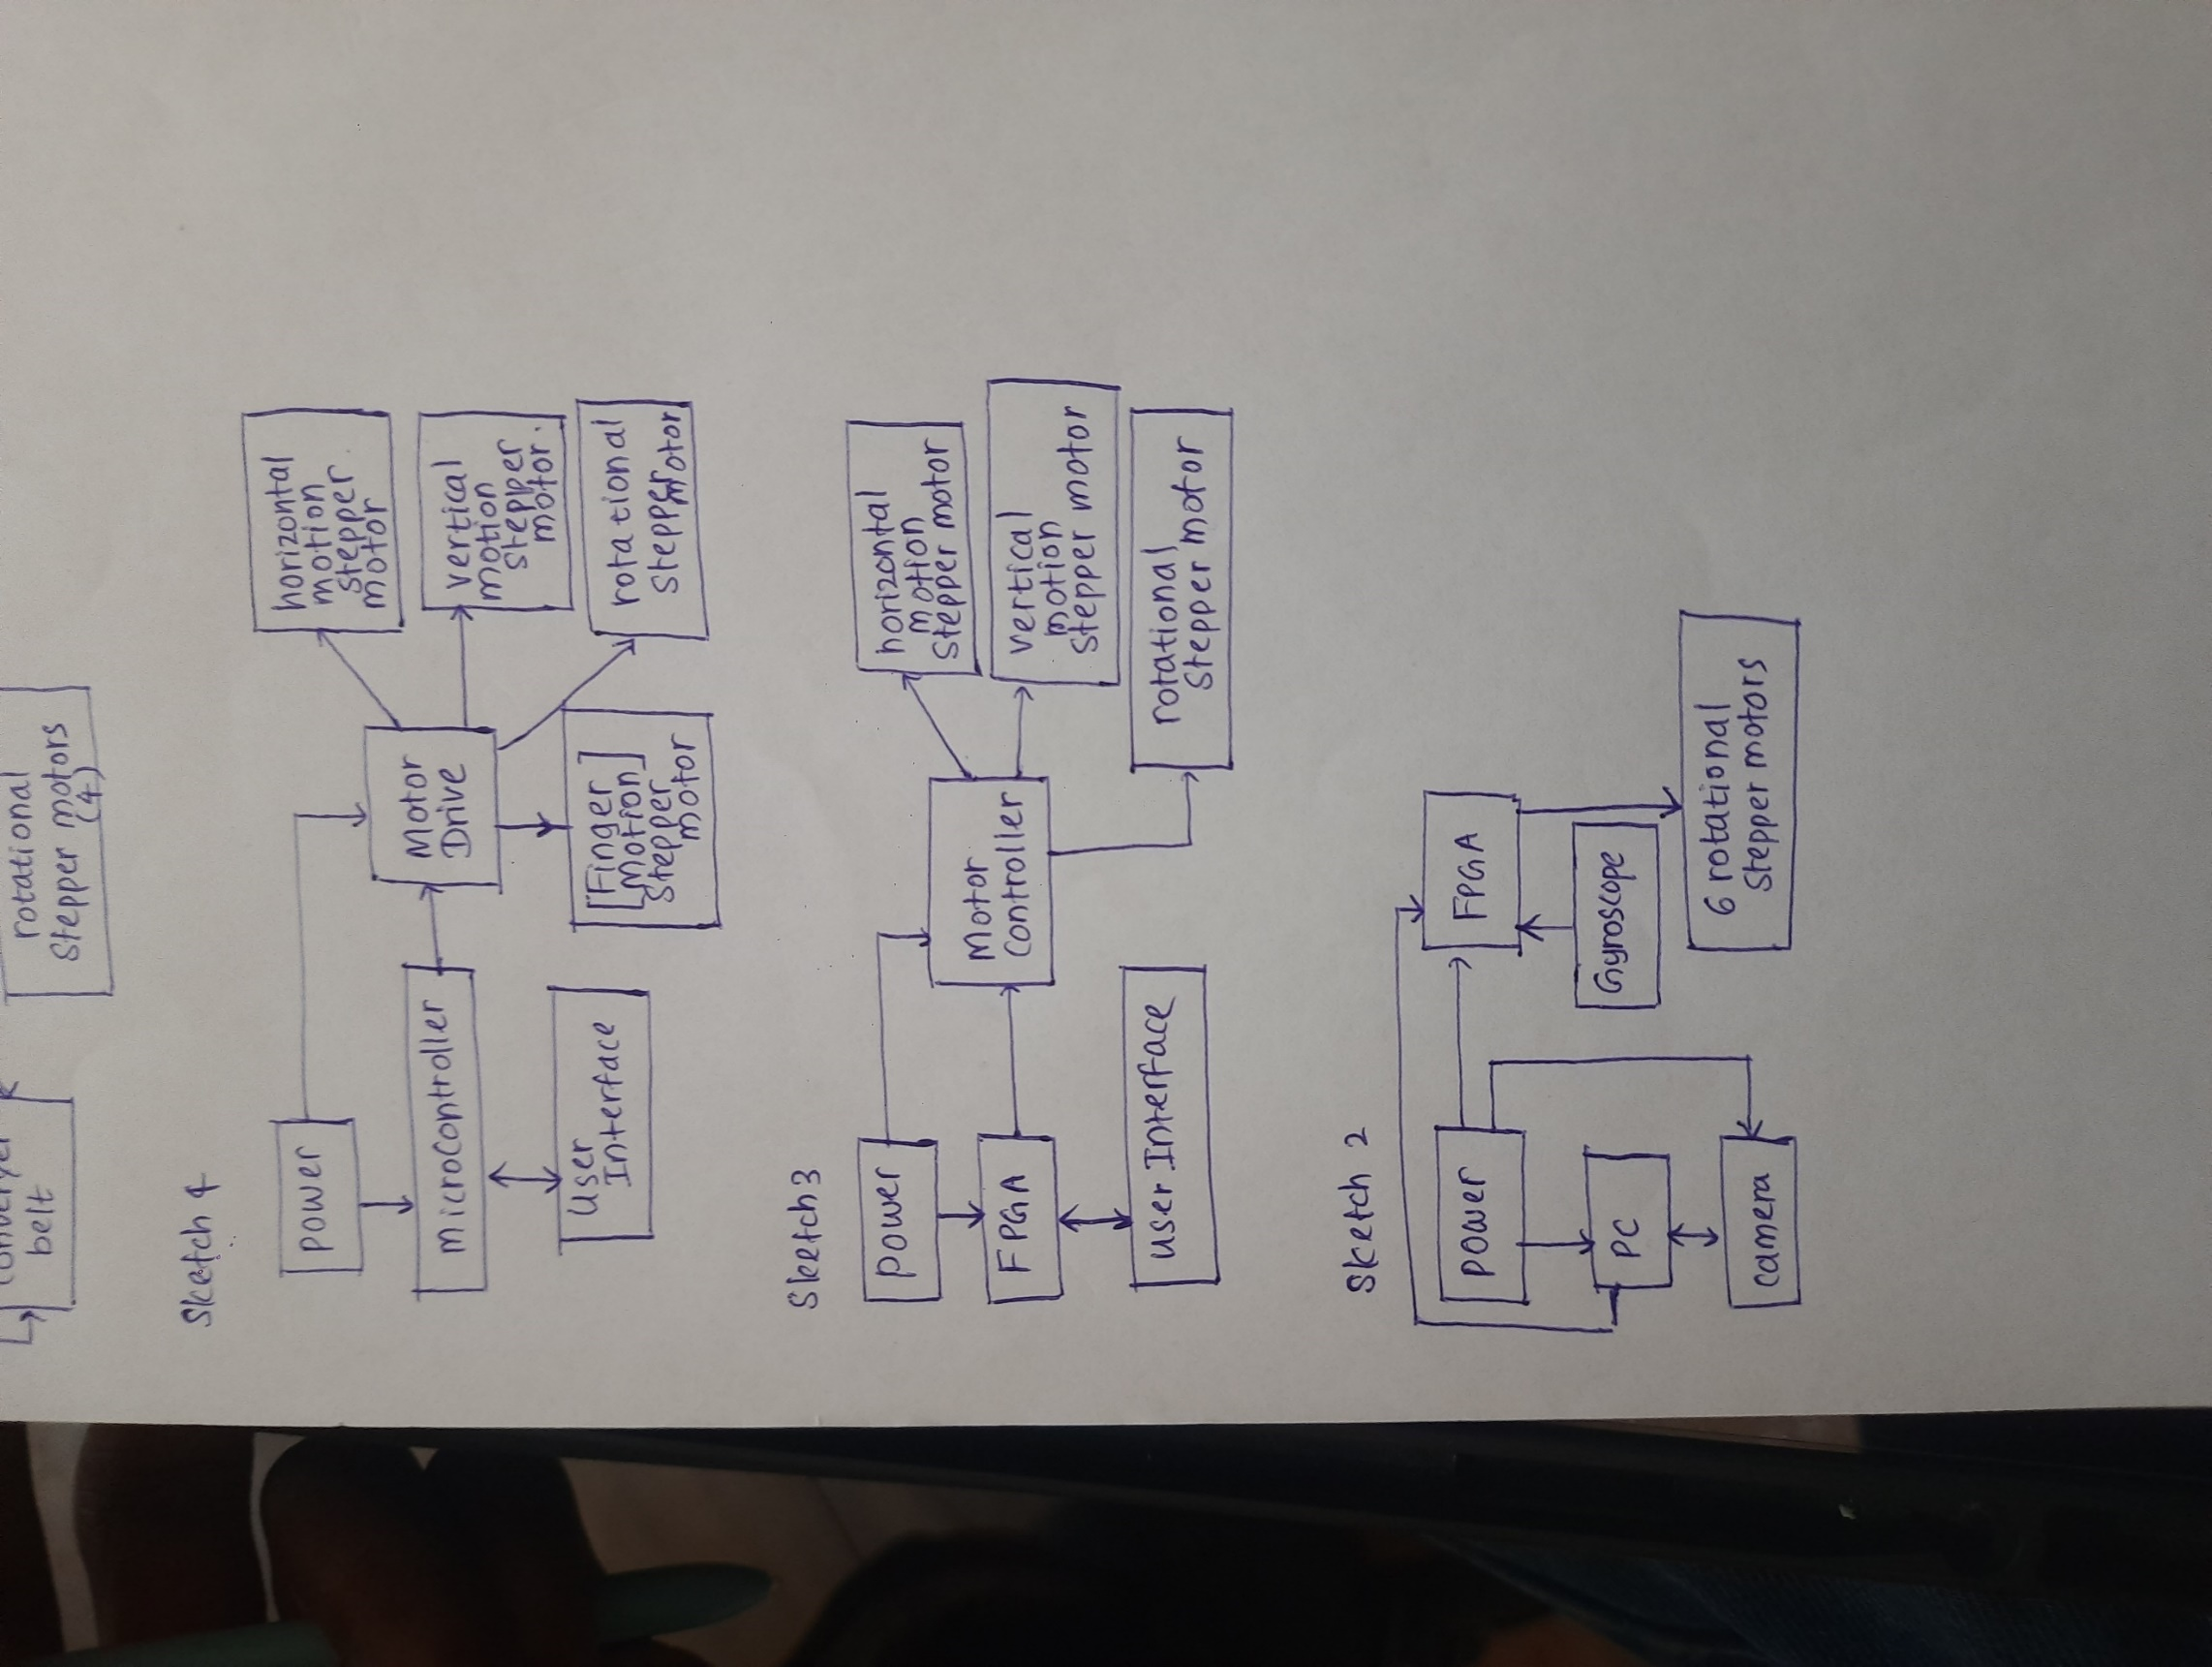 rotational
stepper motors
(4)
belt
Sketch 4
power
microcontroller
User
Interface
Motor
Drive
[Finger]
[Motion]
stepper
motor
horizontal
motion
stepper
motor
vertical
motion
stepper
motor.
rotational
stepper
motor
Sketch 3
power
FPGA
user Interface
Motor
Controller
horizontal
motion
stepper motor
vertical
motion
stepper motor
rotational
stepper motor
Sketch 2
power
PC
camera
FPGA
Gyroscope
6 rotational
stepper motors